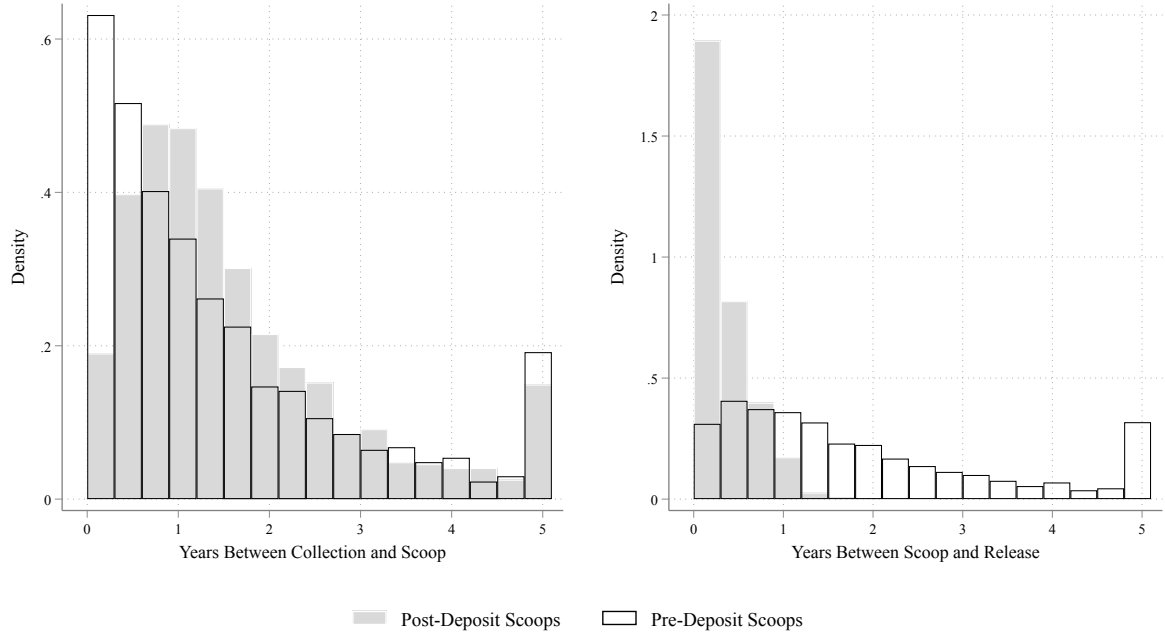 .6
.4
.2
0
Density
0 1 2 3 4 5
Years Between Collection and Scoop
2
1.5
1
.5
0
Density
0 1 2 3 4 5
Years Between Scoop and Release
Post-Deposit Scoops Pre-Deposit Scoops